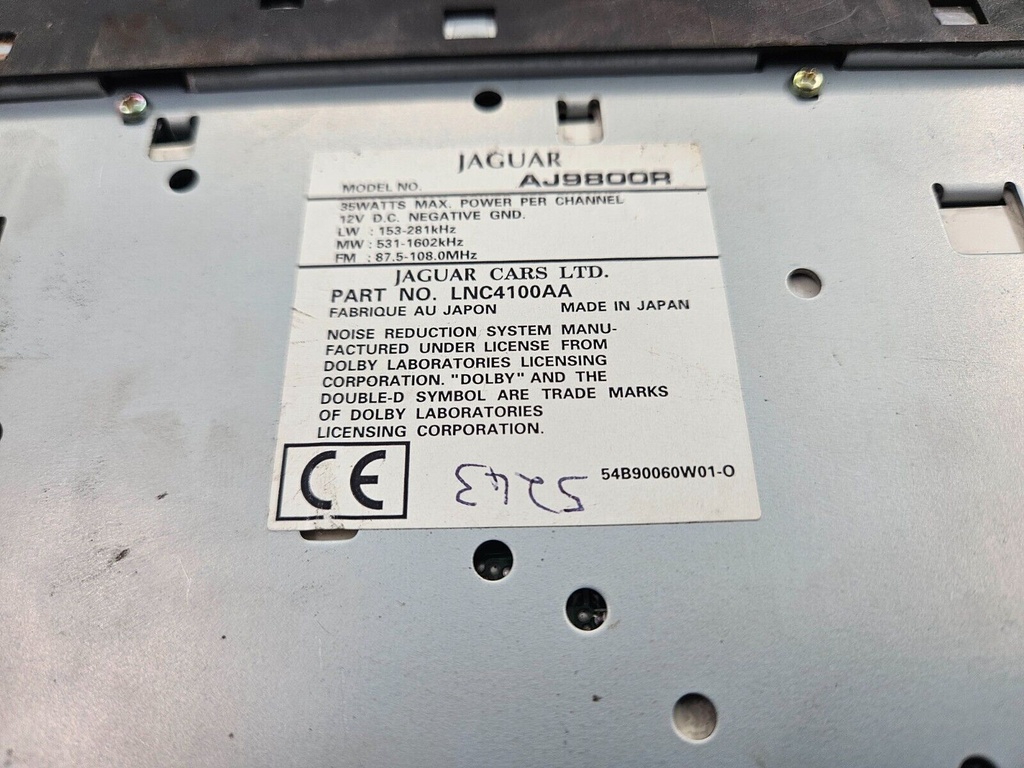 JAGUAR
MODEL NO. AJ9800R
35WATTS MAX. POWER PER CHANNEL
12V D.C. NEGATIVE GND.
LW : 153-281kHz
MW : 531-1602kHz
FM : 87.5-108.0MHz
JAGUAR CARS LTD.
PART NO. LNC4100AA
FABRIQUE AU JAPON MADE IN JAPAN
NOISE REDUCTION SYSTEM MANU-
FACTURED UNDER LICENSE FROM
DOLBY LABORATORIES LICENSING
CORPORATION. "DOLBY" AND THE
DOUBLE-D SYMBOL ARE TRADE MARKS
OF DOLBY LABORATORIES
LICENSING CORPORATION.
CE 5243 54B90060W01-O